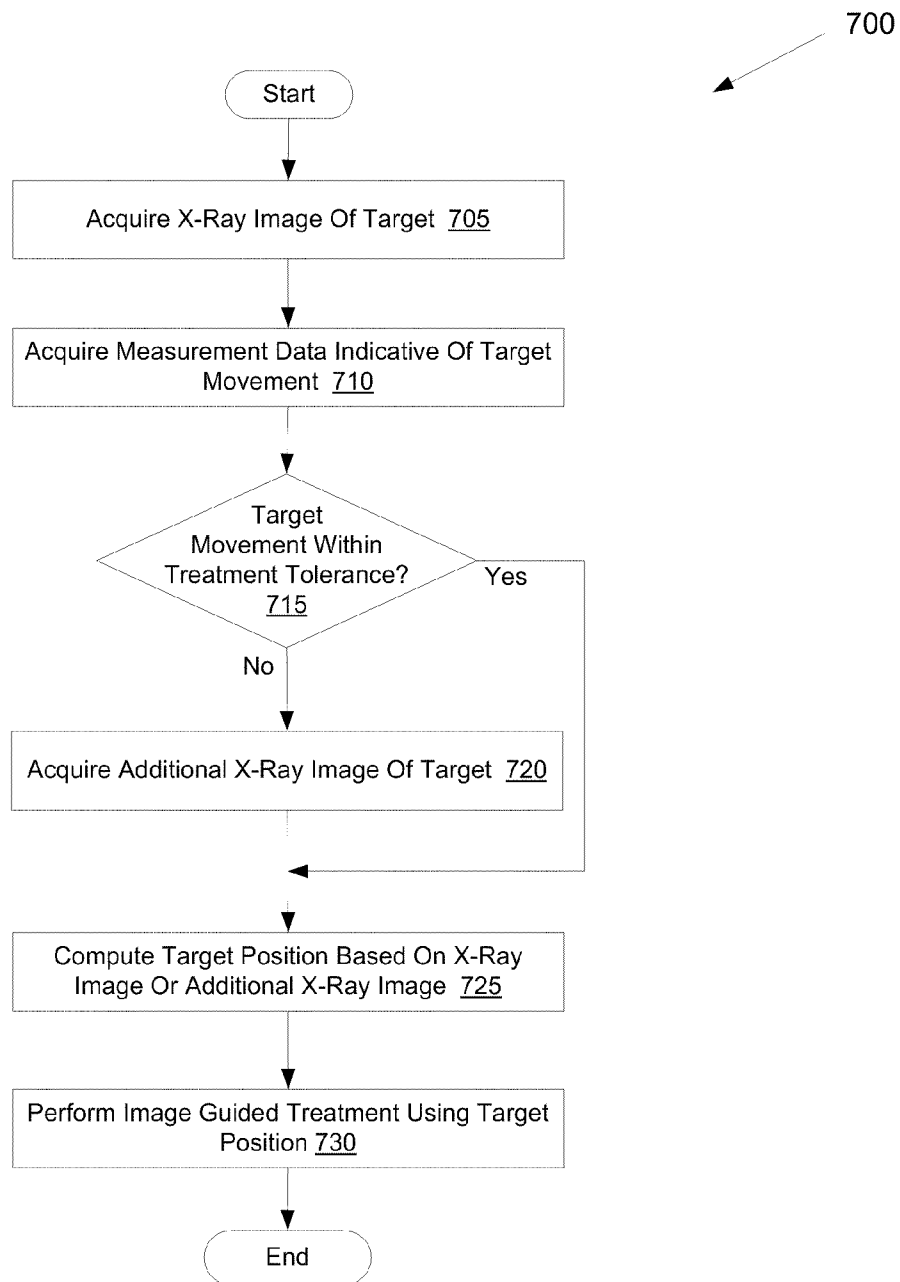 700
Start
Acquire X-Ray Image Of Target 705
Acquire Measurement Data Indicative Of Target
Movement 710
Target
Movement Within
Treatment Tolerance?
715
Yes
No
Acquire Additional X-Ray Image Of Target 720
Compute Target Position Based On X-Ray
Image Or Additional X-Ray Image 725
Perform Image Guided Treatment Using Target
Position 730
End